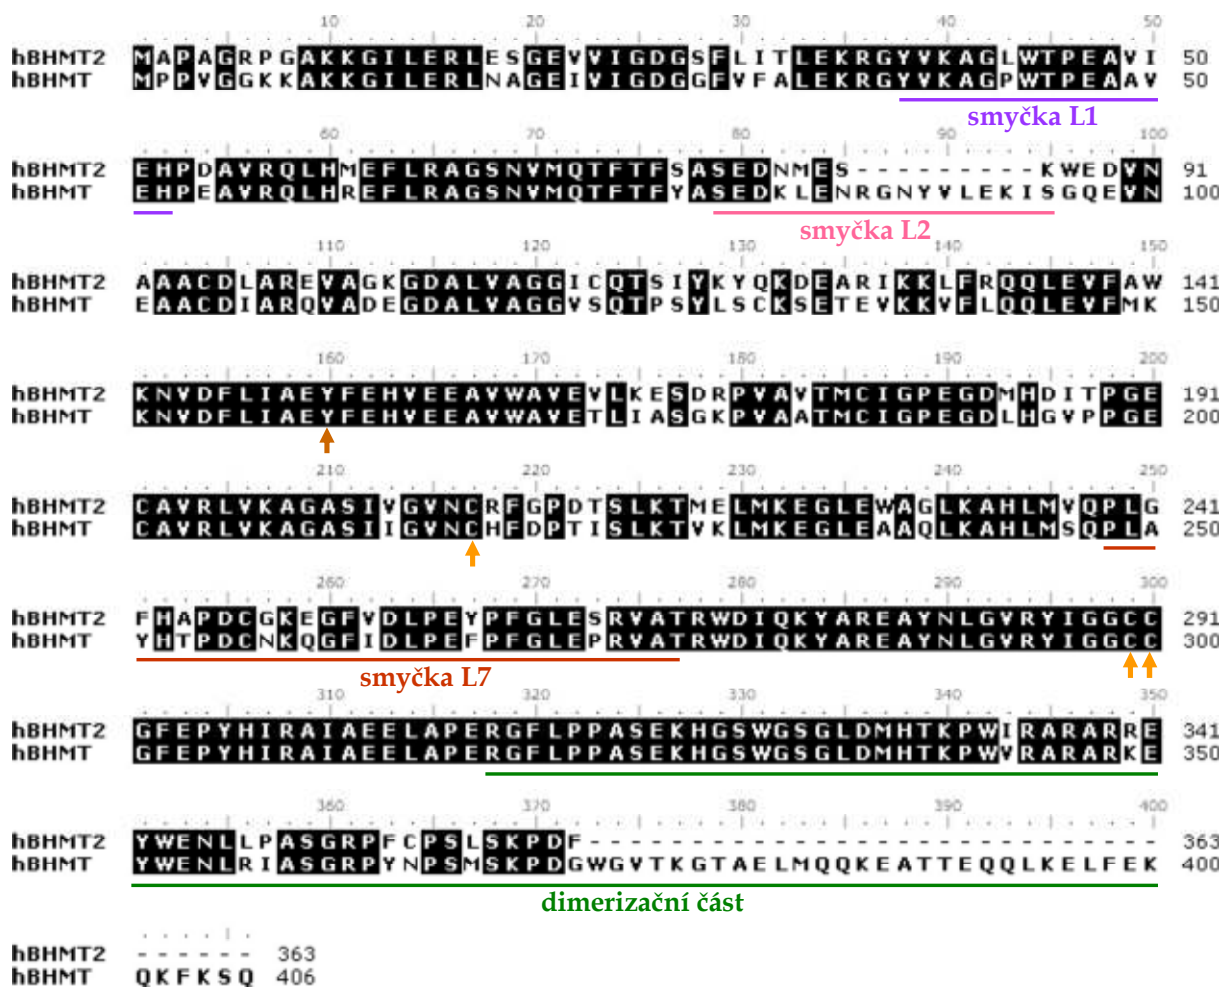 10 20 30 40 50
hBHMT2 MAPAGRPGAKKGILERLESGEVVIGDGSFLITLEKRGYVKAGLWTPEAVI 50
hBHMT MPPVGGKKAKKGILERLNAGEIVIGDGGFVFALEKRGYVKAGPWTPEAAV 50
smyčka L1
60 70 80 90 100
hBHMT2 EHPDAVRQLHMEFLRAGSNVMQTFTFSASEDNMES---------KWEDVN 91
hBHMT EHPEAVRQLHREFLRAGSNVMQTFTFYASEDKLENRGNYVLEKISGQEVN 100
smyčka L2
110 120 130 140 150
hBHMT2 AAACDLAREVAGKGDALVAGGICQTSIYKYQKDEARIKKLFRQQLEVFAW 141
hBHMT EAACDIARQVADEGDALVAGGVSQTPSYLSCKSETEVKKVFLQQLEVFMK 150
160 170 180 190 200
hBHMT2 KNVDFLIAEYFEHVEEAVWAVEVLKESDRPVAVTMCIGPEGDMHDITPGE 191
hBHMT KNVDFLIAEYFEHVEEAVWAVETLIASGKPVAATMCIGPEGDLHGVPPGE 200
210 220 230 240 250
hBHMT2 CAVRLVKAGASIVGVNCRFGPDTSLKTMELMKEGLEWAGLKAHLMVQPLG 241
hBHMT CAVRLVKAGASIIGVNCHFDPTISLKTVKLMKEGLEAAQLKAHLMSQPLA 250
260 270 280 290 300
hBHMT2 FHAPDCGKEGFVDLPEYPFGLESRVATRWDIQKYAREAYNLGVRYIGGCC 291
hBHMT YHTPDCNKQGFIDLPEFPFGLEPRVATRWDIQKYAREAYNLGVRYIGGCC 300
smyčka L7
310 320 330 340 350
hBHMT2 GFEPYHIRAIAEELAPERGFLPPASEKHGSWGSGLDMHTKPWIRARARRE 341
hBHMT GFEPYHIRAIAEELAPERGFLPPASEKHGSWGSGLDMHTKPWVRARARKE 350
360 370 380 390 400
hBHMT2 YWENLLPASGRPFCPSLSKPDF---------------------------- 363
hBHMT YWENLRIASGRPYNPSMSKPDGWGVTKGTAELMQQKEATTEQQLKELFEK 400
dimerizační část
hBHMT2 ------ 363
hBHMT QKFKSQ 406